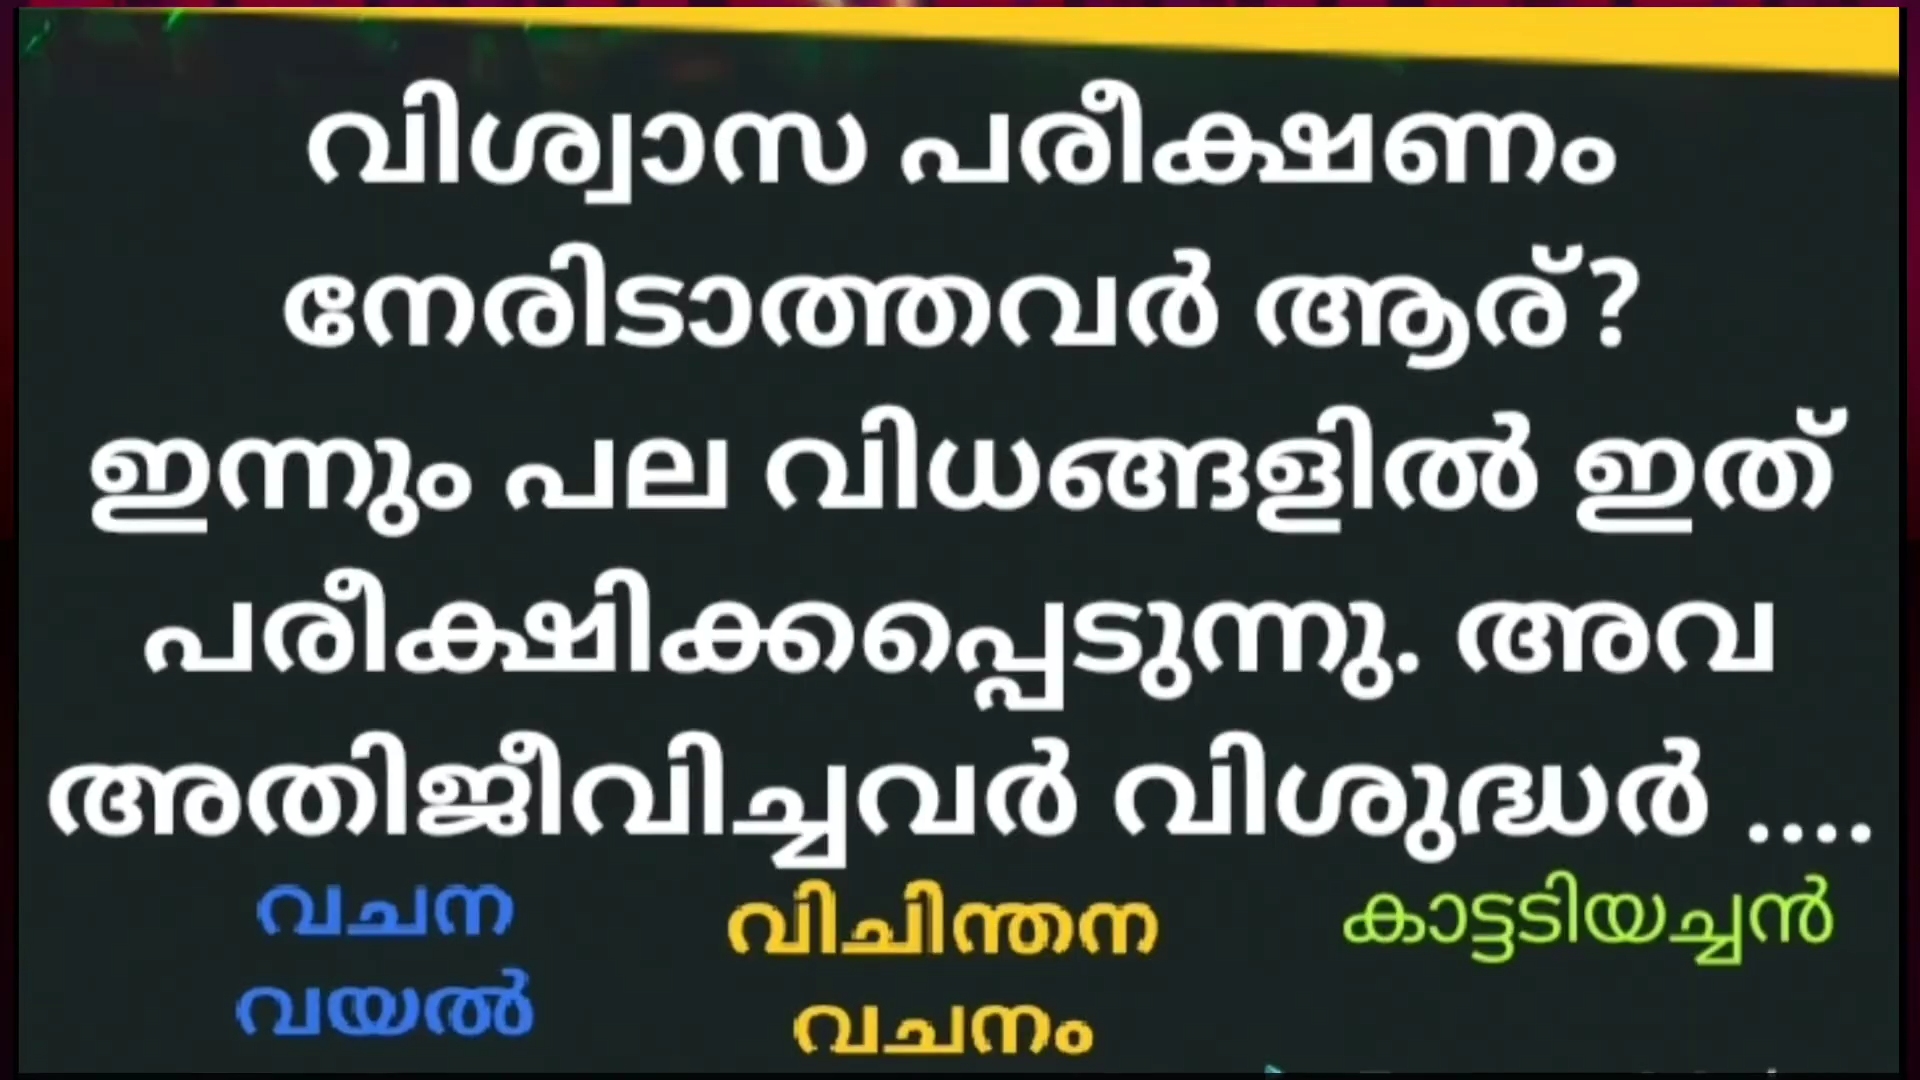 വിശ്വാസ പരീക്ഷണം
നേരിടാത്തവർ ആര്?
ഇന്നും പല വിധങ്ങളിൽ ഇത്
പരീക്ഷിക്കപ്പെടുന്നു. അവ
അതിജീവിച്ചവർ വിശുദ്ധർ ....
വചന
വയൽ
വിചിന്തന
വചനം
കാട്ടടിയച്ചൻ